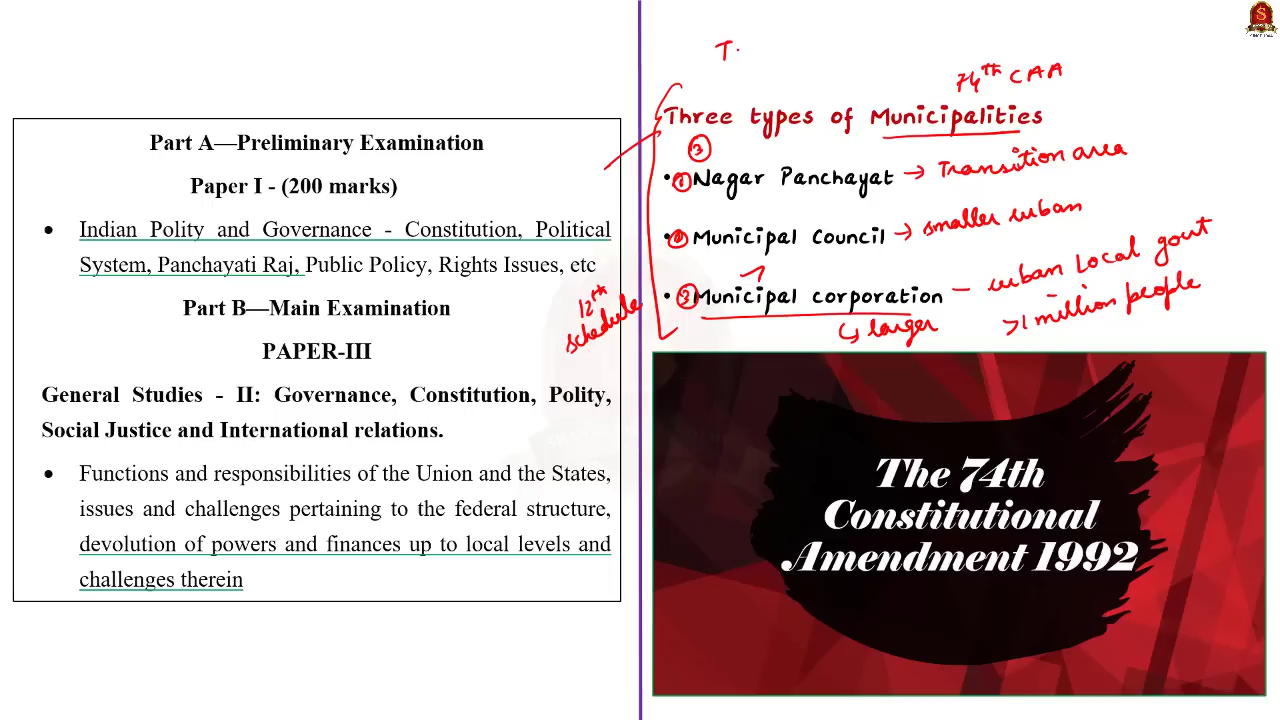 Part A—Preliminary Examination
Paper I - (200 marks)
• Indian Polity and Governance - Constitution, Political
System, Panchayati Raj, Public Policy, Rights Issues, etc
Part B—Main Examination
PAPER-III
General Studies - II: Governance, Constitution, Polity,
Social Justice and International relations.
• Functions and responsibilities of the Union and the States,
issues and challenges pertaining to the federal structure,
devolution of powers and finances up to local levels and
challenges therein
12th
schedule
T.
74th CAA
Three types of Municipalities
3
• 1 Nagar Panchayat → Transition area
• 2 Municipal Council → smaller urban
• 3 Municipal corporation – urban local govt
↳ larger >1 million people
The 74th
Constitutional
Amendment 1992